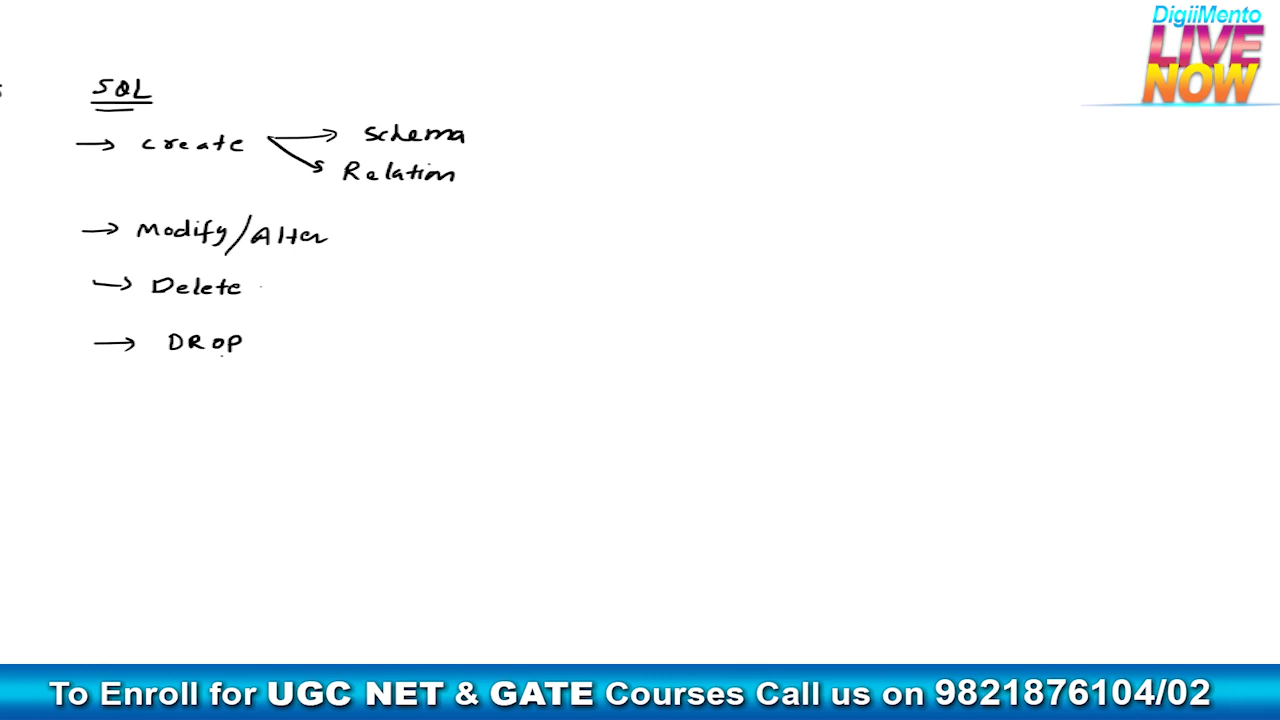 DigiiMento
LIVE
NOW
SQL
→ create → Schema
→ Relation
→ Modify/Alter
→ Delete
→ DROP
To Enroll for UGC NET & GATE Courses Call us on 9821876104/02